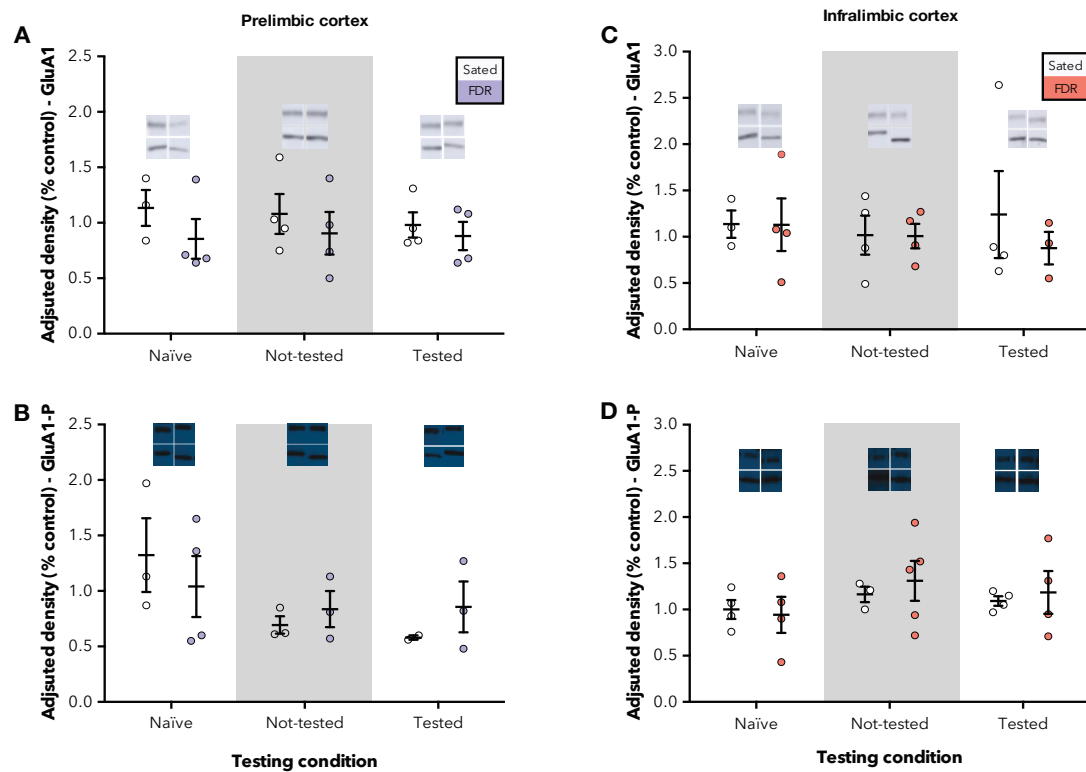 Prelimbic cortex
A
Adjsuted density (% control) - GluA1
2.5
2.0
1.5
1.0
0.5
0.0
Sated
FDR
Naïve
Not-tested
Tested
B
Adjsuted density (% control) - GluA1-P
2.5
2.0
1.5
1.0
0.5
0.0
Naïve
Not-tested
Tested
Testing condition
Infralimbic cortex
C
Adjsuted density (% control) - GluA1
3.0
2.5
2.0
1.5
1.0
0.5
0.0
Sated
FDR
Naïve
Not-tested
Tested
D
Adjsuted density (% control) - GluA1-P
3.0
2.5
2.0
1.5
1.0
0.5
0.0
Naïve
Not-tested
Tested
Testing condition